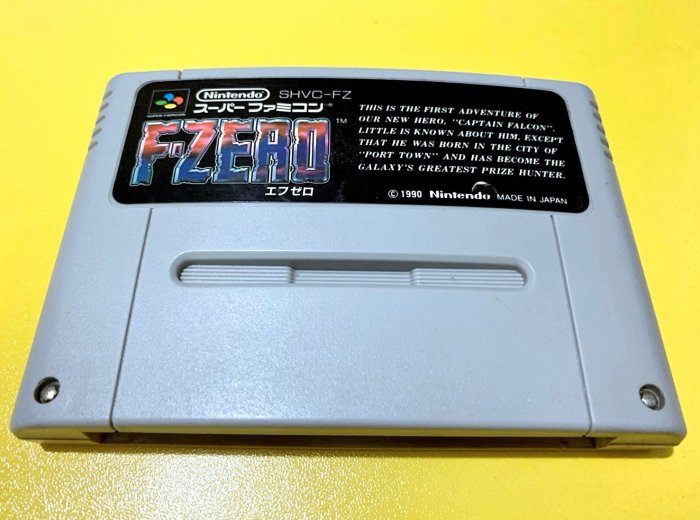 Nintendo SHVC-FZ
スーパーファミコン®
F-ZERO™
エフゼロ
THIS IS THE FIRST ADVENTURE OF
OUR NEW HERO, "CAPTAIN FALCON".
LITTLE IS KNOWN ABOUT HIM, EXCEPT
THAT HE WAS BORN IN THE CITY OF
"PORT TOWN" AND HAS BECOME THE
GALAXY'S GREATEST PRIZE HUNTER.
© 1990 Nintendo MADE IN JAPAN